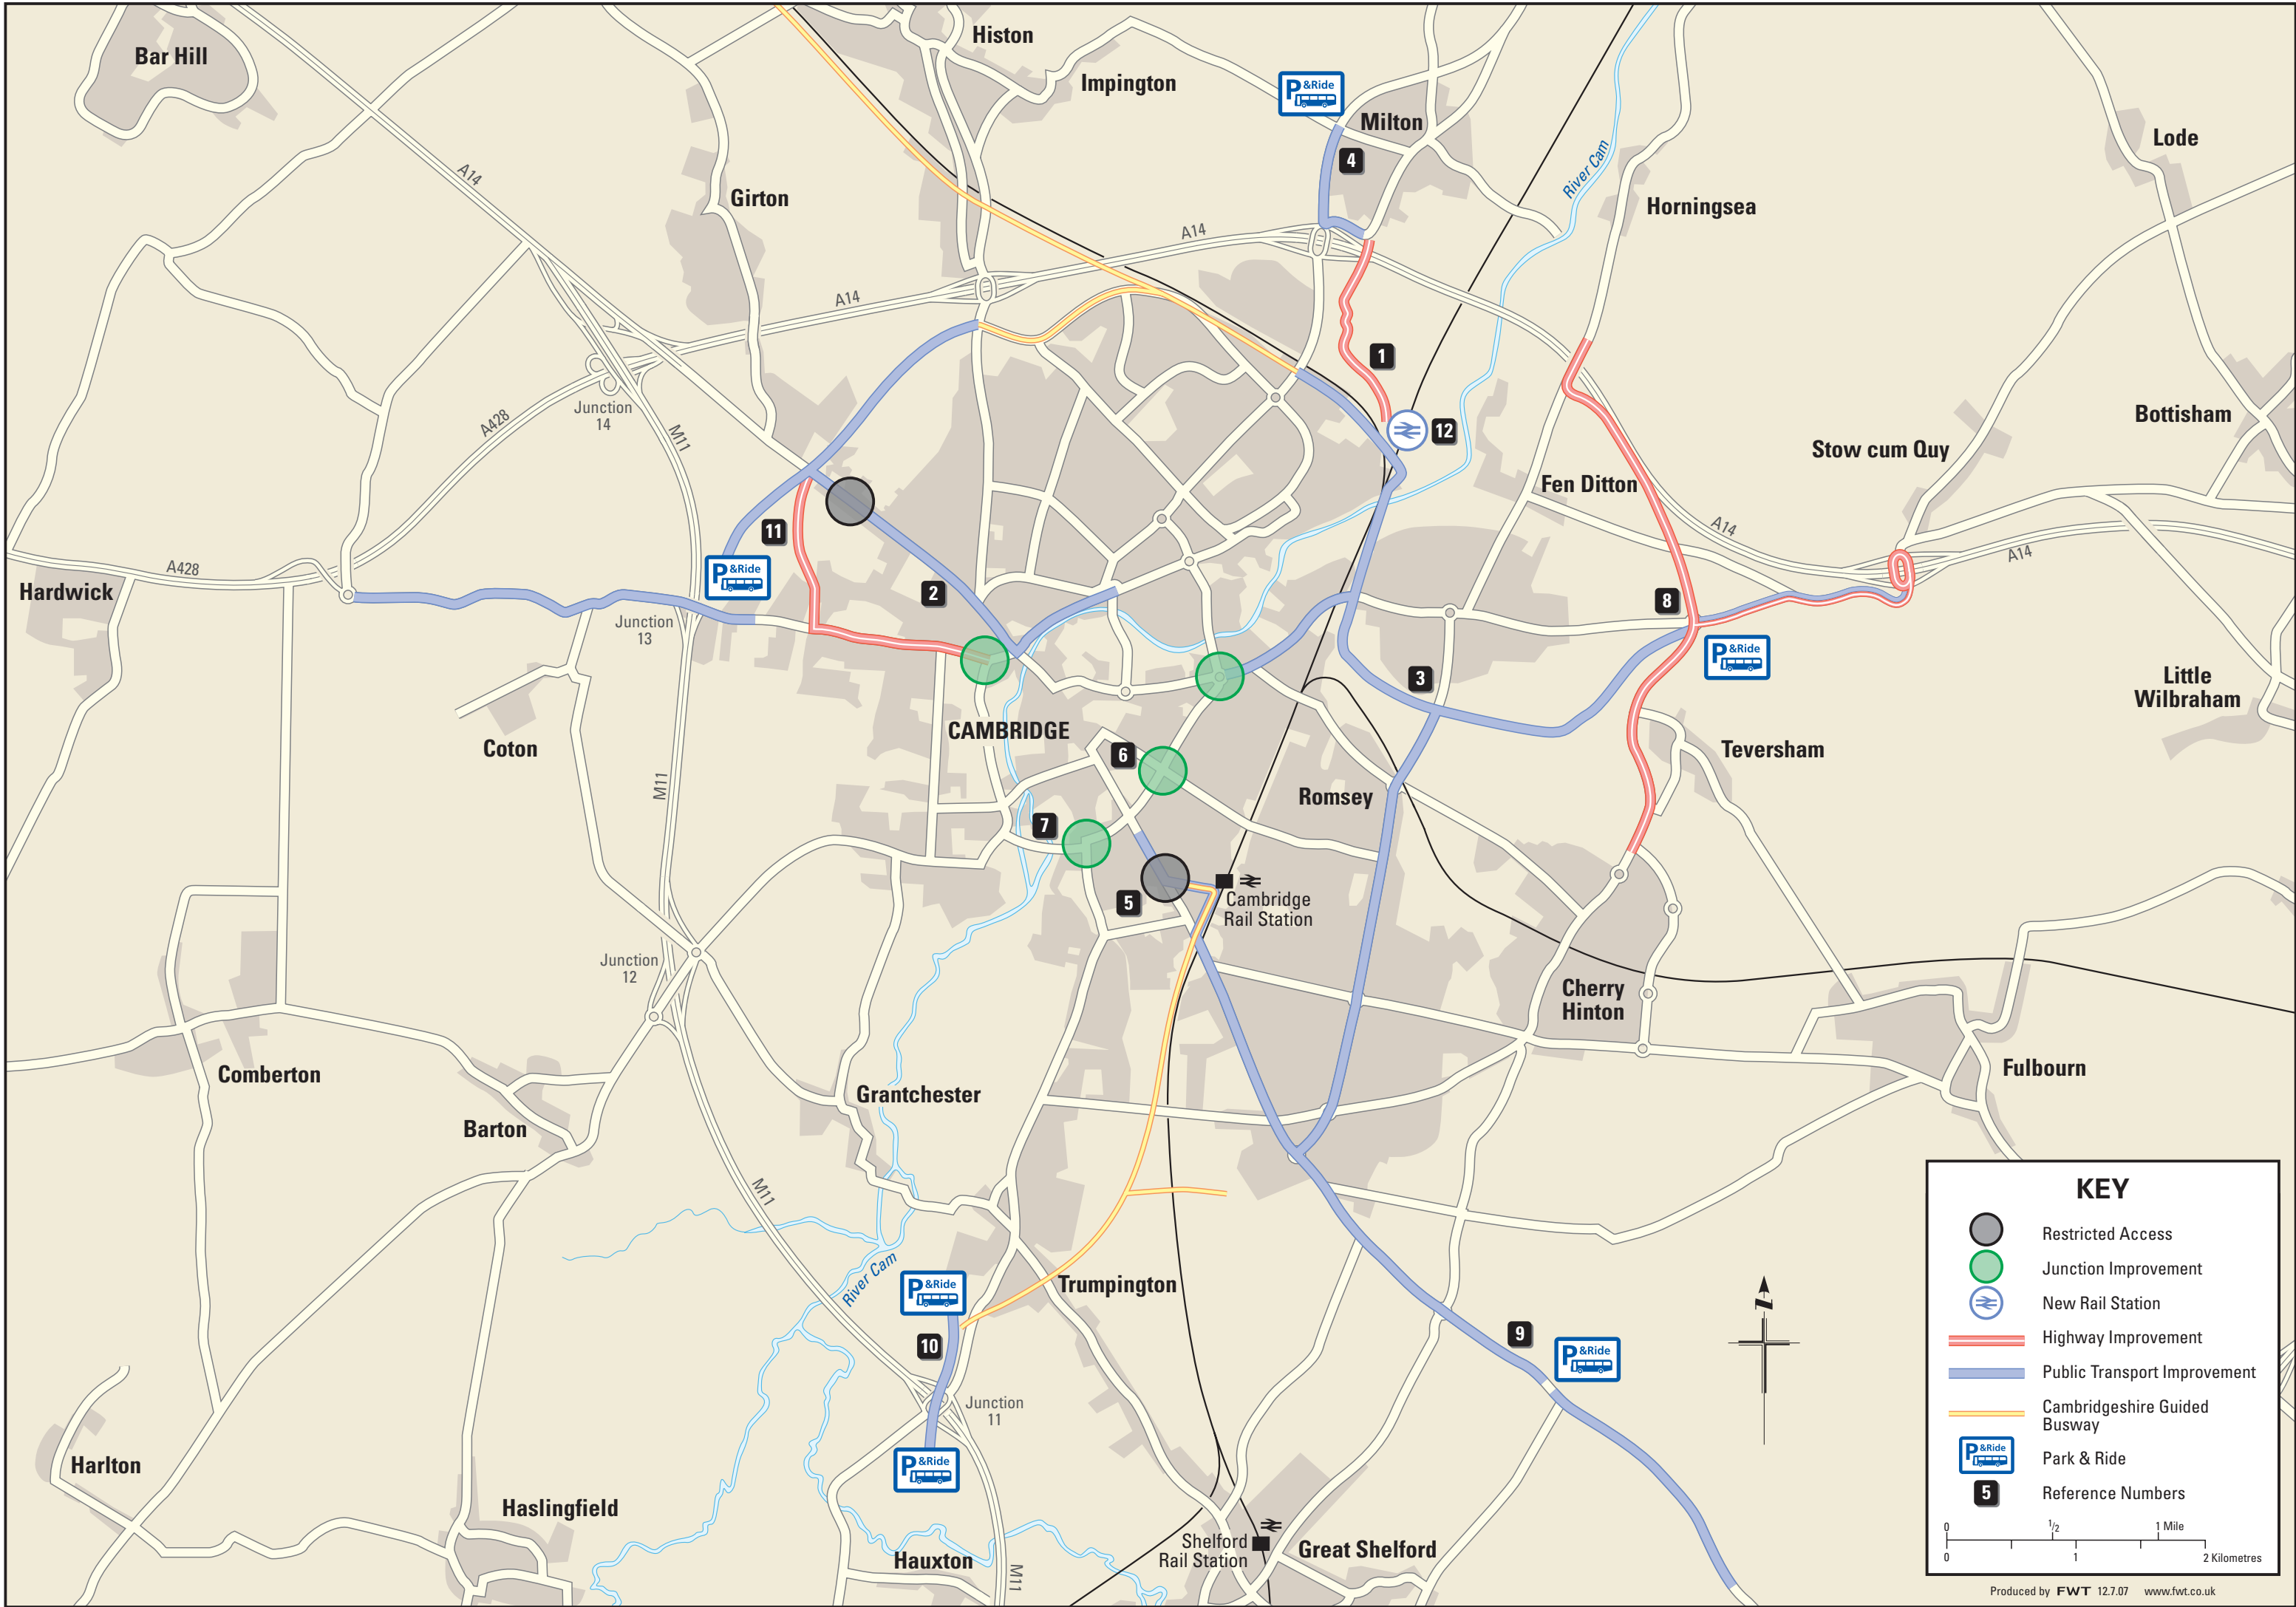 Bar Hill
Histon
Impington
P &Ride
Milton
4
River Cam
Lode
A14
Girton
Horningsea
A14
A14
1
Junction
14
A428
M11
12
Bottisham
Stow cum Quy
Fen Ditton
A14
A14
11
P &Ride
A428
Hardwick
2
8
Junction
13
P &Ride
3
Little
Wilbraham
CAMBRIDGE
Coton
6
Teversham
M11
Romsey
7
5
Cambridge
Rail Station
Junction
12
Cherry
Hinton
Comberton
Fulbourn
Grantchester
Barton
M11
River Cam
P &Ride
Trumpington
10
9
P &Ride
Junction
11
P &Ride
Harlton
Haslingfield
Hauxton
M11
Shelford
Rail Station
Great Shelford
KEY
Restricted Access
Junction Improvement
New Rail Station
Highway Improvement
Public Transport Improvement
Cambridgeshire Guided
Busway
P &Ride
Park & Ride
5
Reference Numbers
0 1/2 1 Mile
0 1 2 Kilometres
Produced by FWT 12.7.07 www.fwt.co.uk